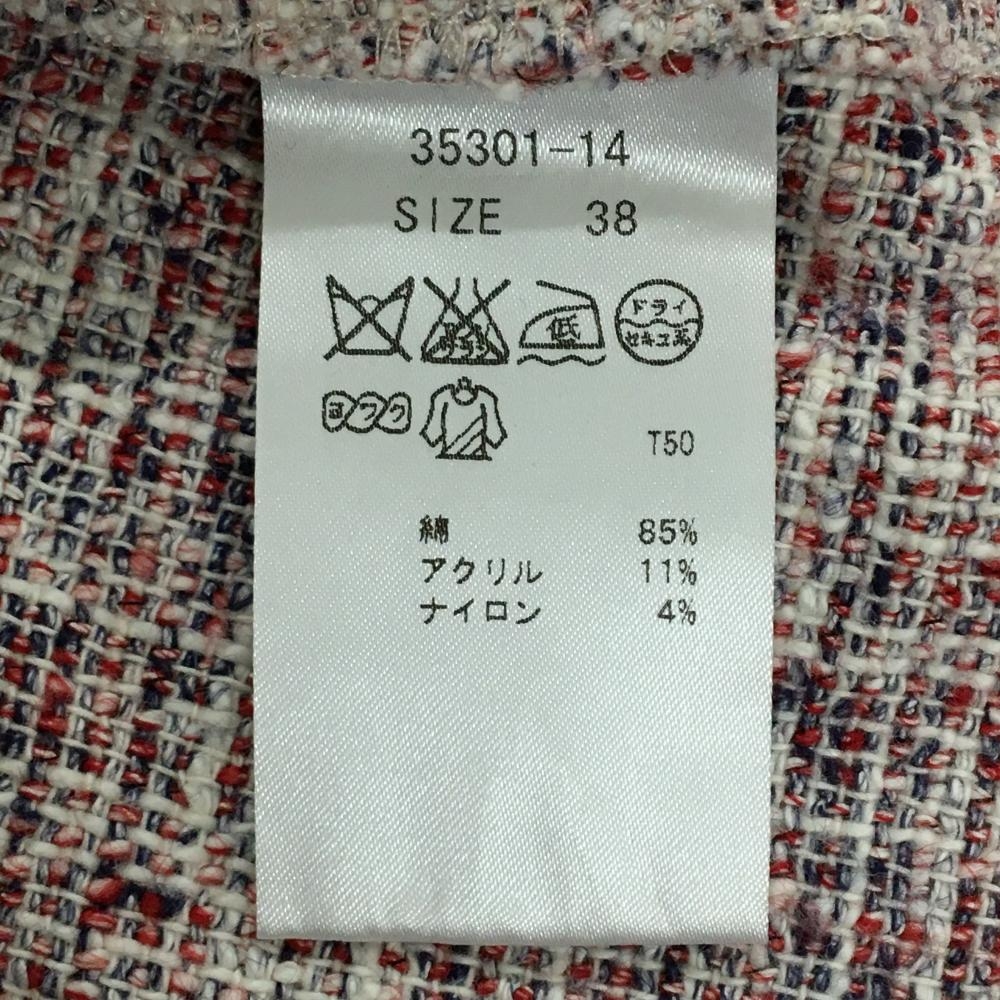 35301-14
SIZE 38
低 ドライ セキユ系
ヨワク T50
綿 85%
アクリル 11%
ナイロン 4%